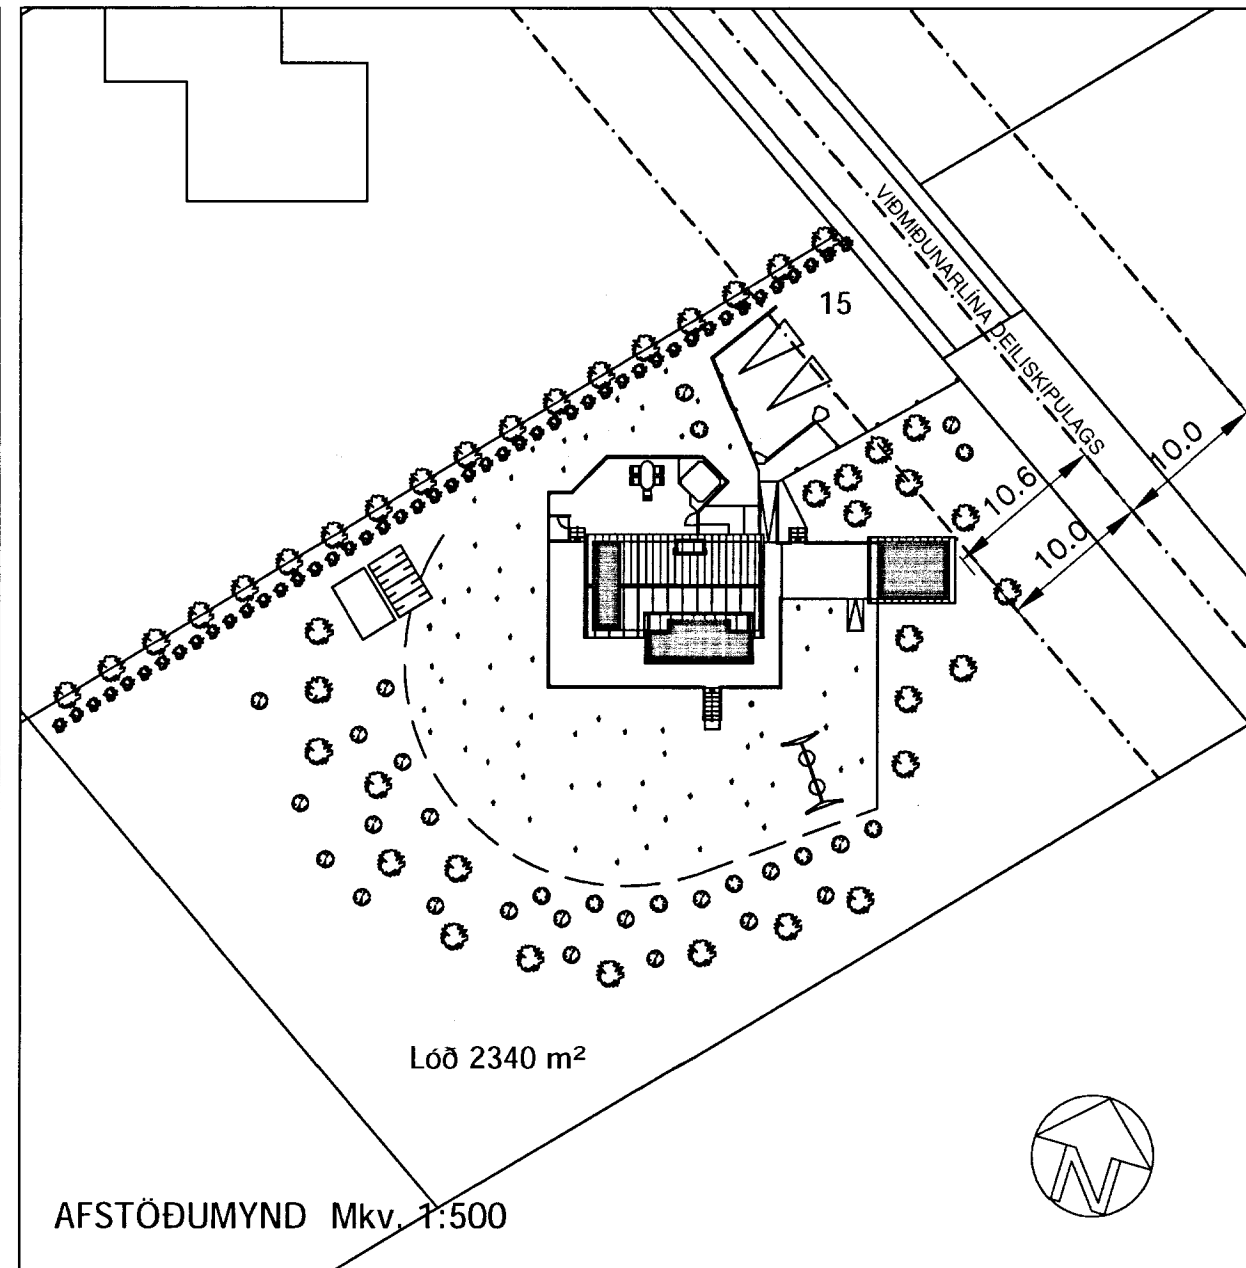 VIÐMIÐUNARLÍNA DEILISKIPULAGS
15
10.0
10.6
10.0
Lóð 2340 m²
N
AFSTÖÐUMYND Mkv. 1:500